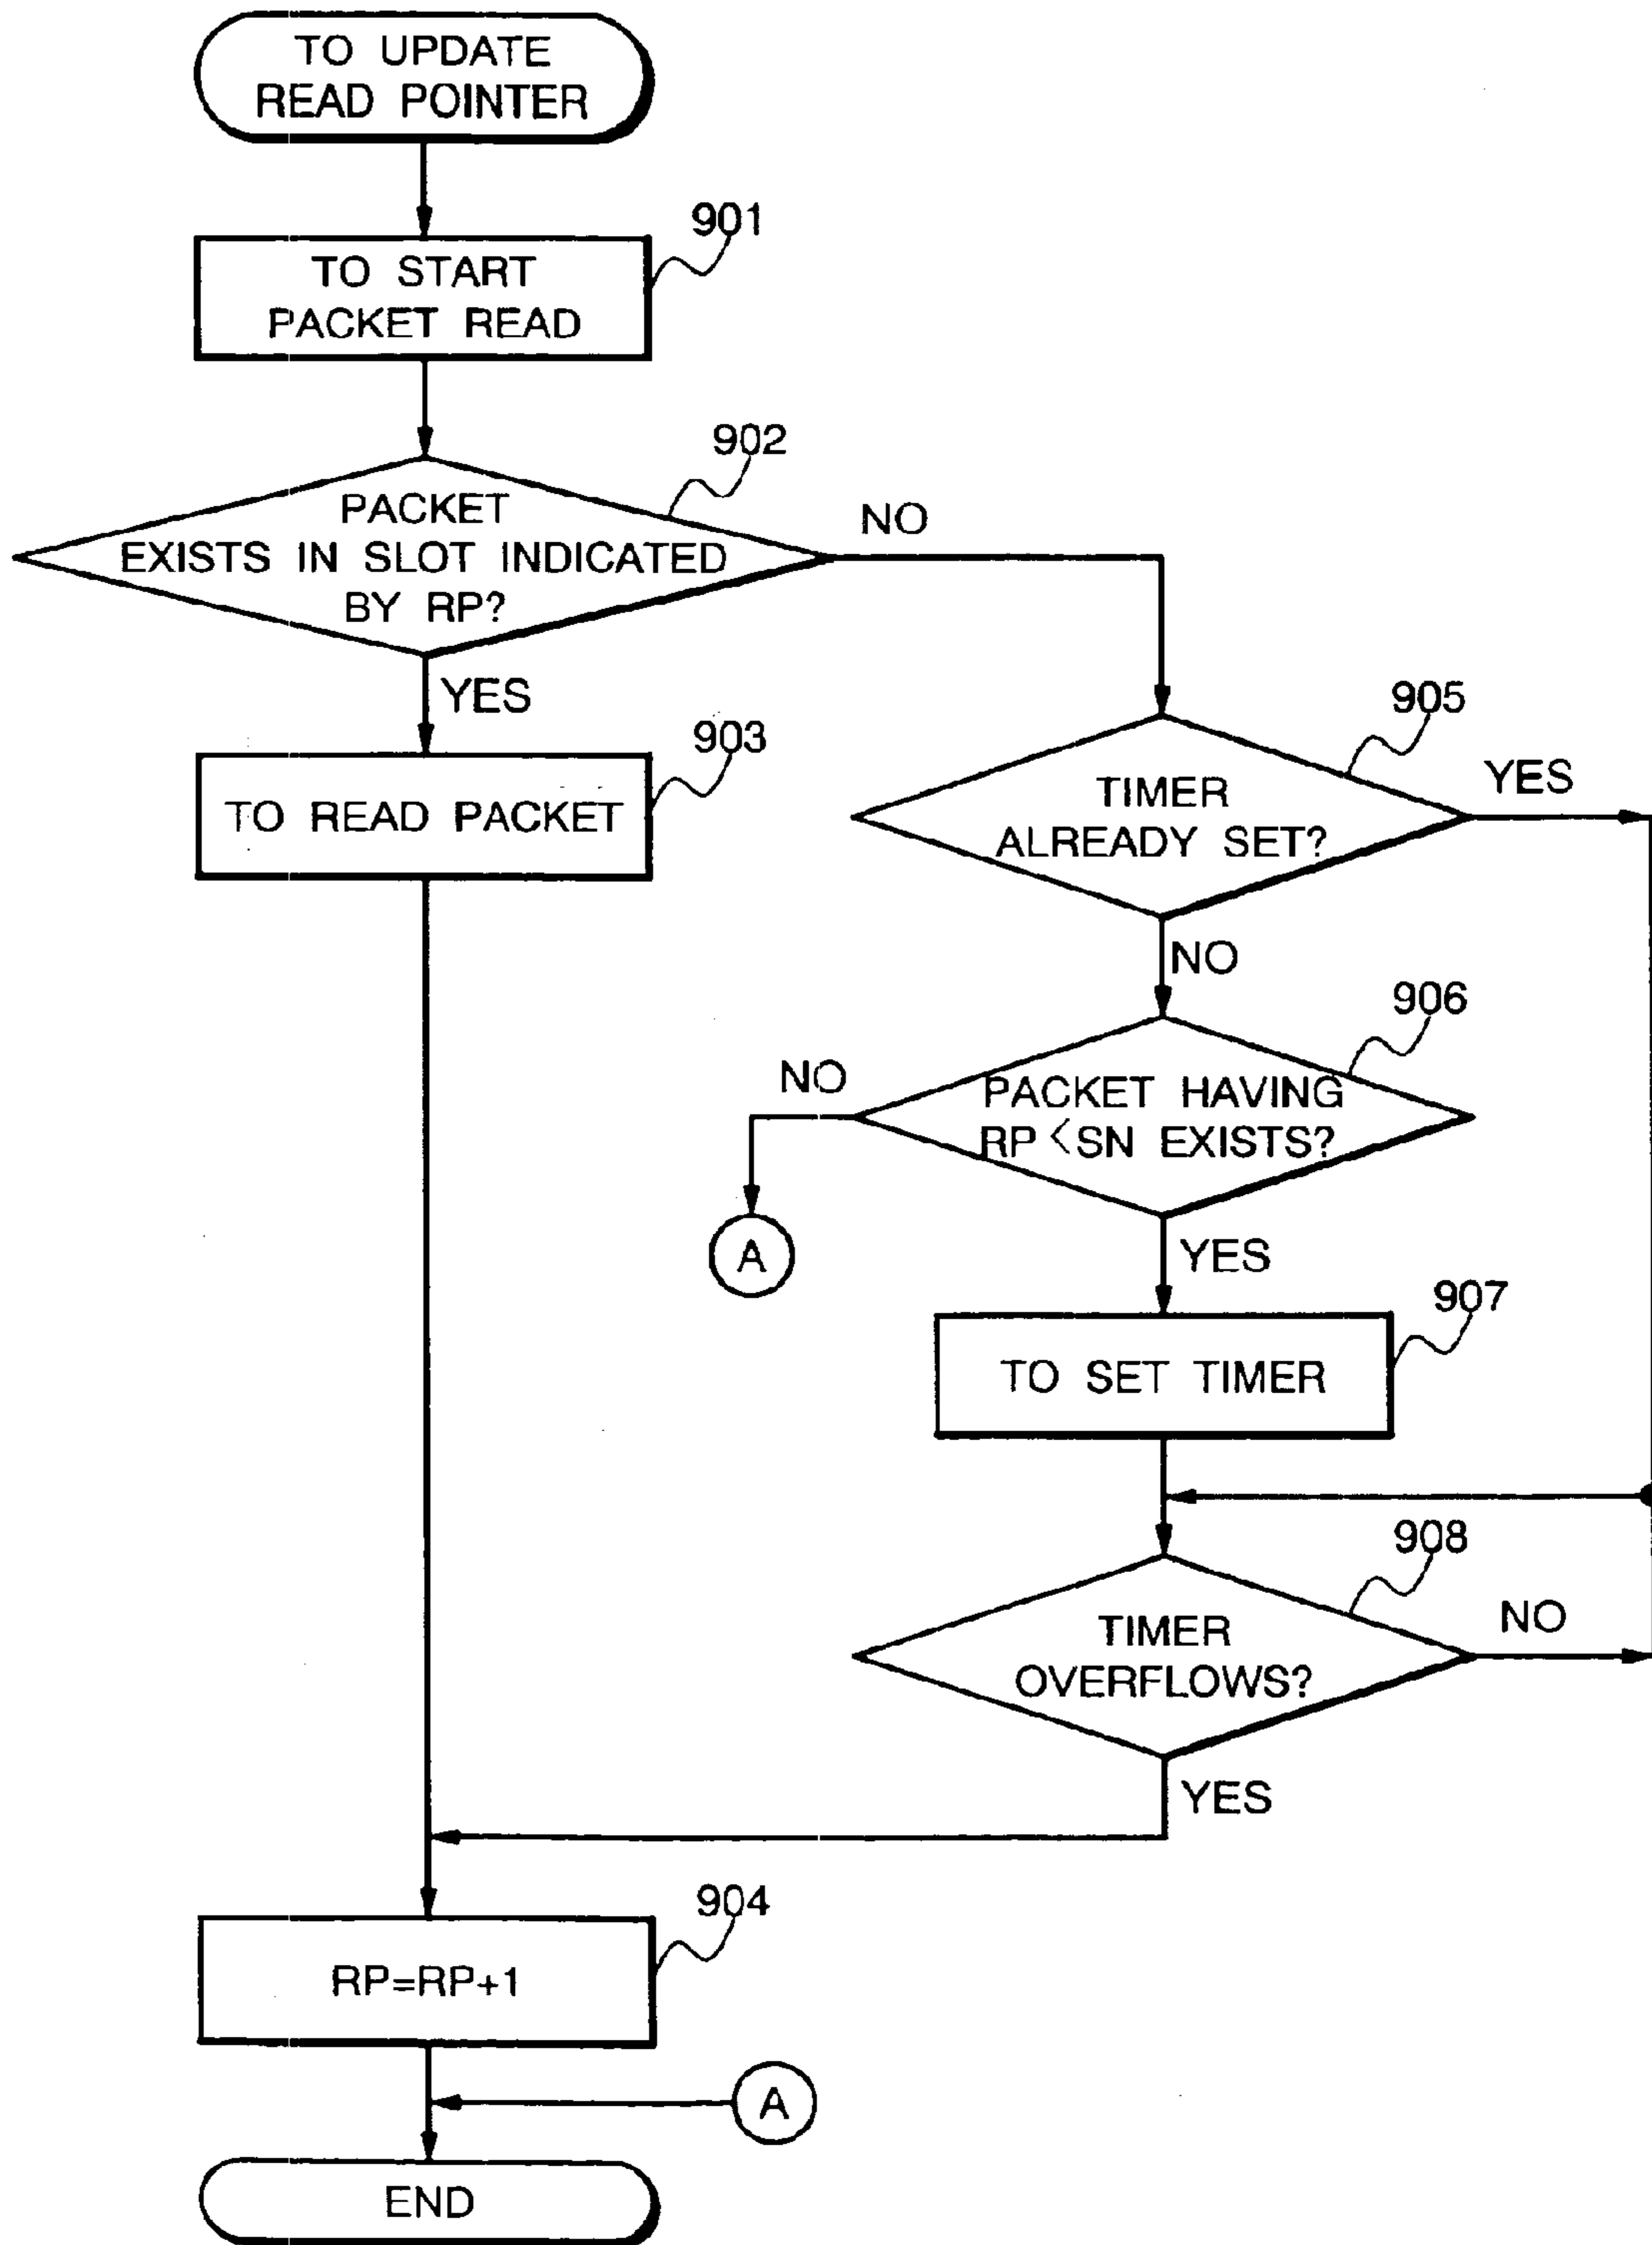 TO UPDATE
READ POINTER
901
TO START
PACKET READ
902
PACKET
EXISTS IN SLOT INDICATED
BY RP?
NO
YES
903
TO READ PACKET
905
TIMER
ALREADY SET?
YES
NO
906
PACKET HAVING
RP<SN EXISTS?
NO
A
YES
907
TO SET TIMER
908
TIMER
OVERFLOWS?
NO
YES
904
RP=RP+1
A
END